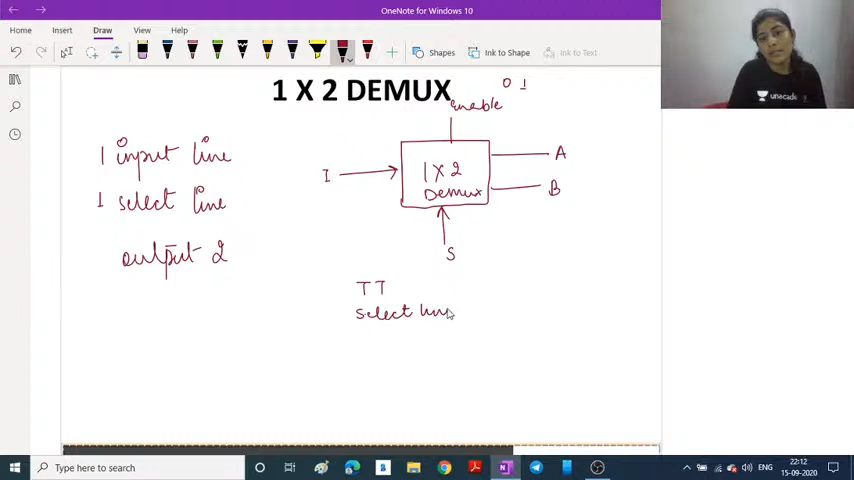 OneNote for Windows 10
Home Insert Draw View Help
Shapes Ink to Shape Ink to Text
1 X 2 DEMUX
enable 0 1
1 input line
1 select line
output 2
I
1 X 2
Demux
A
B
S
TT
Select line
unacademy
Type here to search
ENG
22:12
15-09-2020